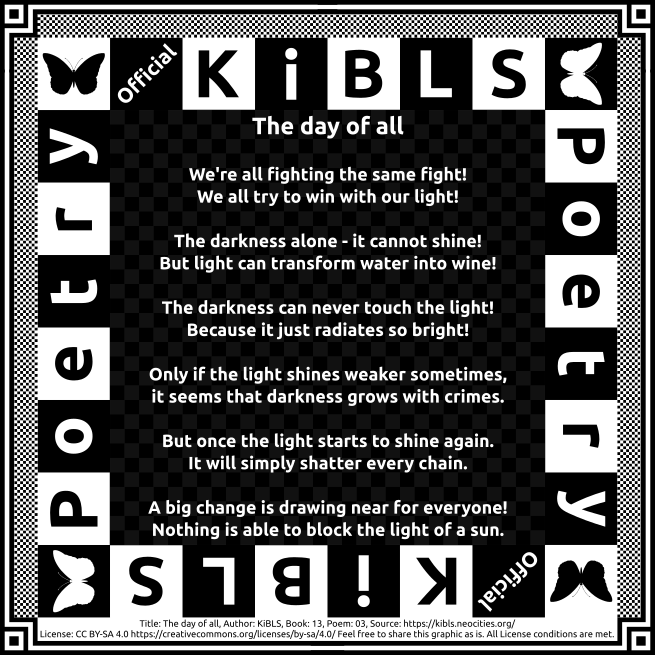 Official KiBLS
Poetry
Poetry
The day of all
We're all fighting the same fight!
We all try to win with our light!
The darkness alone - it cannot shine!
But light can transform water into wine!
The darkness can never touch the light!
Because it just radiates so bright!
Only if the light shines weaker sometimes,
it seems that darkness grows with crimes.
But once the light starts to shine again.
It will simply shatter every chain.
A big change is drawing near for everyone!
Nothing is able to block the light of a sun.
Official KiBLS
Title: The day of all, Author: KiBLS, Book: 13, Poem: 03, Source: https://kibls.neocities.org/
License: CC BY-SA 4.0 https://creativecommons.org/licenses/by-sa/4.0/ Feel free to share this graphic as is. All License conditions are met.